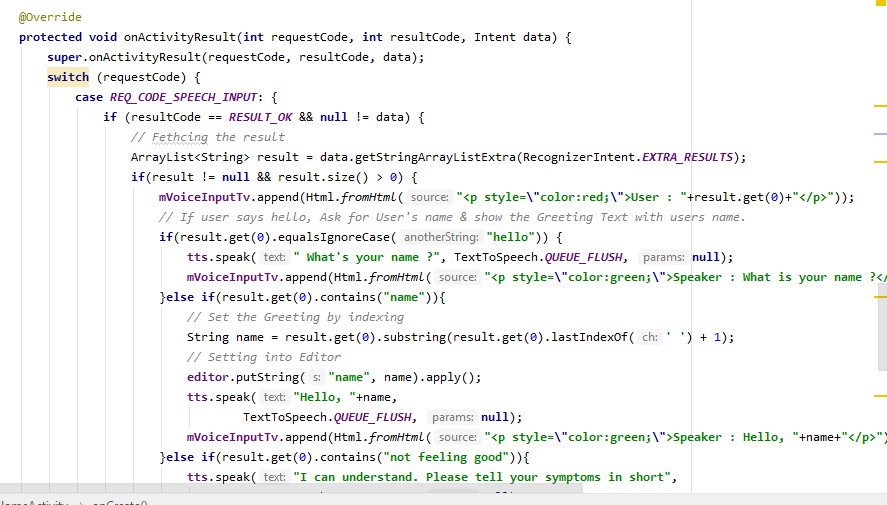 @Override
protected void onActivityResult(int requestCode, int resultCode, Intent data) {
super.onActivityResult(requestCode, resultCode, data);
switch (requestCode) {
case REQ_CODE_SPEECH_INPUT: {
if (resultCode == RESULT_OK && null != data) {
// Fethcing the result
ArrayList<String> result = data.getStringArrayListExtra(RecognizerIntent.EXTRA_RESULTS);
if(result != null && result.size() > 0) {
mVoiceInputTv.append(Html.fromHtml( source: "<p style=\"color:red;\">User : "+result.get(0)+"</p>"));
// If user says hello, Ask for User's name & show the Greeting Text with users name.
if(result.get(0).equalsIgnoreCase( anotherString: "hello")) {
tts.speak( text: " What's your name ?", TextToSpeech.QUEUE_FLUSH, params: null);
mVoiceInputTv.append(Html.fromHtml( source: "<p style=\"color:green;\">Speaker : What is your name ?</
}else if(result.get(0).contains("name")){
// Set the Greeting by indexing
String name = result.get(0).substring(result.get(0).lastIndexOf( ch: ' ') + 1);
// Setting into Editor
editor.putString( s: "name", name).apply();
tts.speak( text: "Hello, "+name,
TextToSpeech.QUEUE_FLUSH, params: null);
mVoiceInputTv.append(Html.fromHtml( source: "<p style=\"color:green;\">Speaker : Hello, "+name+"</p>")
}else if(result.get(0).contains("not feeling good")){
tts.speak( text: "I can understand. Please tell your symptoms in short",